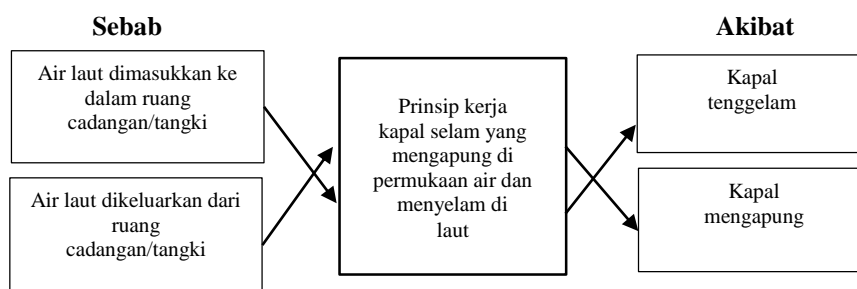 Sebab
Akibat
Air laut dimasukkan ke
dalam ruang
cadangan/tangki
Air laut dikeluarkan dari
ruang
cadangan/tangki
Prinsip kerja
kapal selam yang
mengapung di
permukaan air dan
menyelam di
laut
Kapal
tenggelam
Kapal
mengapung